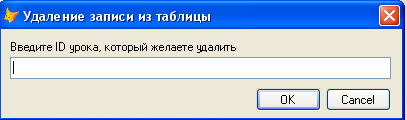 Удаление записи из таблицы
Введите ID урока, который желаете удалить
OK Cancel